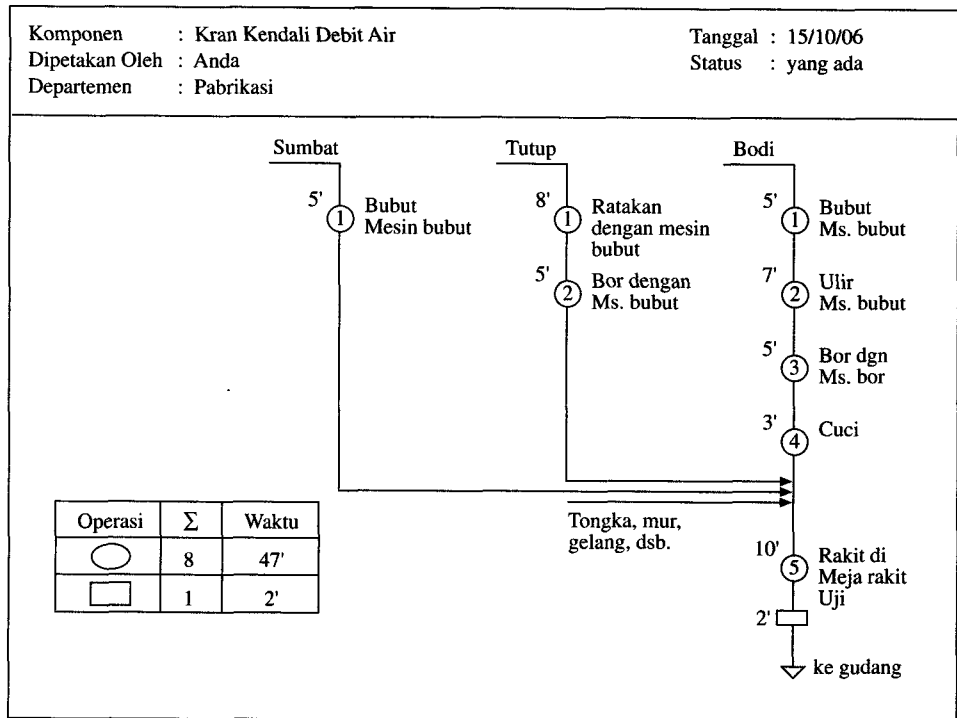 Komponen : Kran Kendali Debit Air
Dipetakan Oleh : Anda
Departemen : Pabrikasi
Tanggal : 15/10/06
Status : yang ada
Sumbat
Tutup
Bodi
5' 1 Bubut
Mesin bubut
8' 1 Ratakan
dengan mesin
bubut
5' 2 Bor dengan
Ms. bubut
5' 1 Bubut
Ms. bubut
7' 2 Ulir
Ms. bubut
5' 3 Bor dgn
Ms. bor
3' 4 Cuci
Tongka, mur,
gelang, dsb.
10' 5 Rakit di
Meja rakit
Uji
2'
ke gudang
Operasi Σ Waktu
8 47'
1 2'